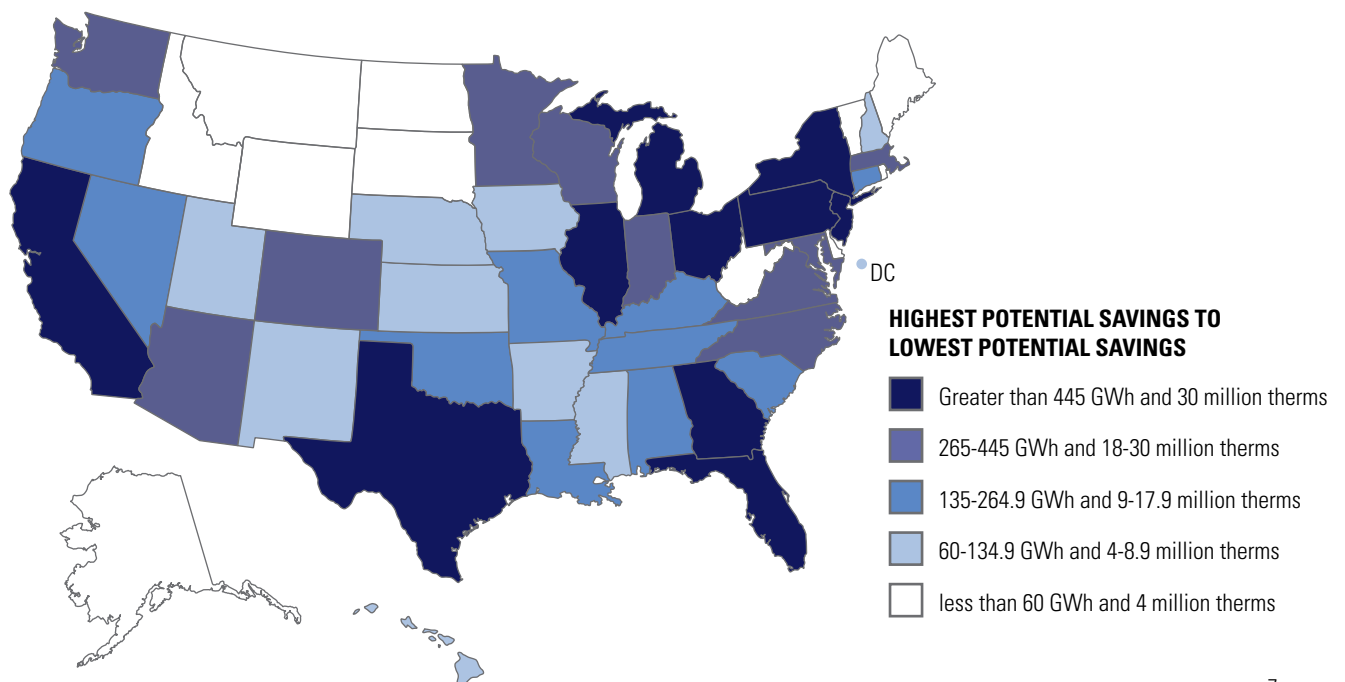 DC
HIGHEST POTENTIAL SAVINGS TO
LOWEST POTENTIAL SAVINGS
Greater than 445 GWh and 30 million therms
265-445 GWh and 18-30 million therms
135-264.9 GWh and 9-17.9 million therms
60-134.9 GWh and 4-8.9 million therms
less than 60 GWh and 4 million therms